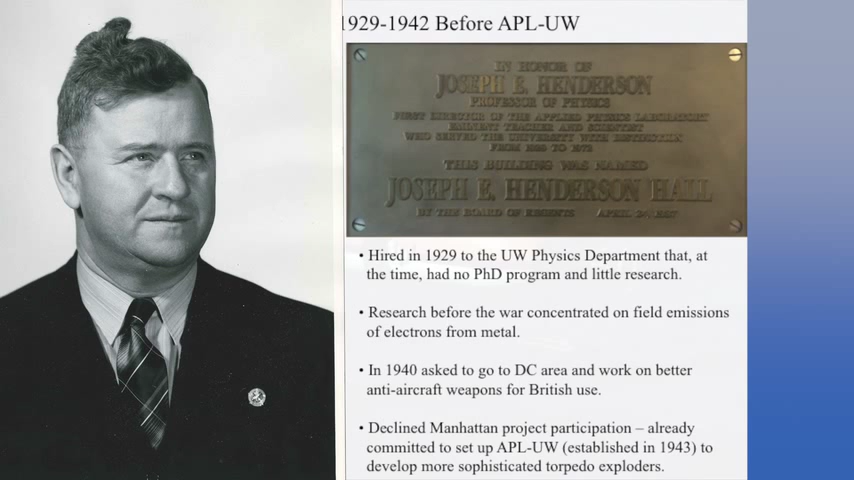 1929-1942 Before APL-UW
IN HONOR OF
JOSEPH E. HENDERSON
PROFESSOR OF PHYSICS
FIRST DIRECTOR OF THE APPLIED PHYSICS LABORATORY
EMINENT TEACHER AND SCIENTIST
WHO SERVED THE UNIVERSITY WITH DISTINCTION
FROM TO
THIS BUILDING WAS NAMED
JOSEPH E. HENDERSON HALL
BY THE BOARD OF REGENTS APRIL
• Hired in 1929 to the UW Physics Department that, at
the time, had no PhD program and little research.
• Research before the war concentrated on field emissions
of electrons from metal.
• In 1940 asked to go to DC area and work on better
anti-aircraft weapons for British use.
• Declined Manhattan project participation – already
committed to set up APL-UW (established in 1943) to
develop more sophisticated torpedo exploders.